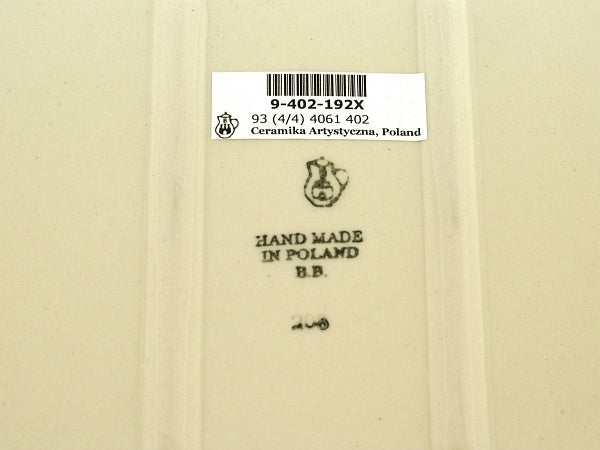 9-402-192X
93 (4/4) 4061 402
Ceramika Artystyczna, Poland
HAND MADE
IN POLAND
B.B.